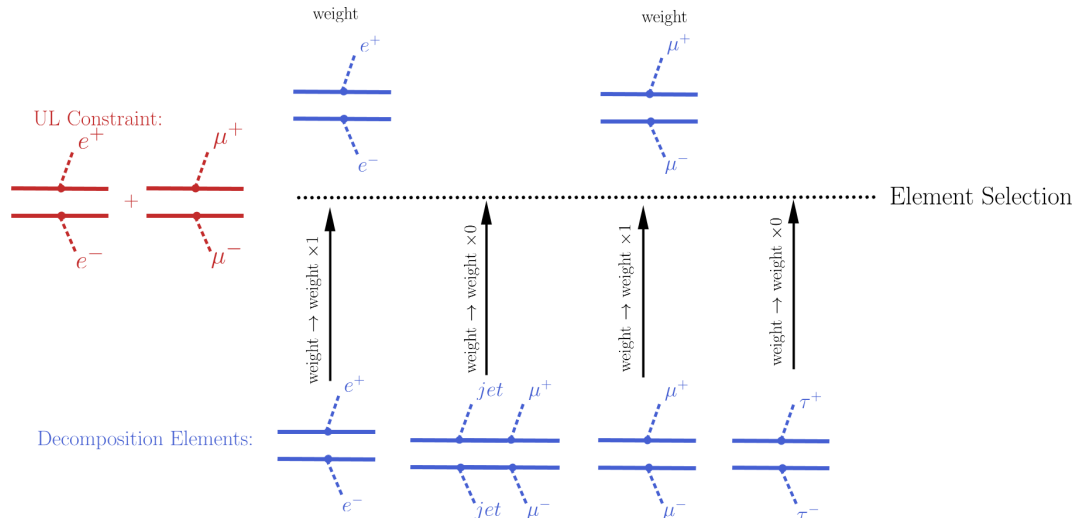 weight
weight
e+
μ+
UL Constraint:
e+
μ+
+
e−
μ−
e−
μ−
Element Selection
weight → weight ×1
weight → weight ×0
weight → weight ×1
weight → weight ×0
Decomposition Elements:
e+
jet
μ+
μ+
τ+
e−
jet
μ−
μ−
τ−